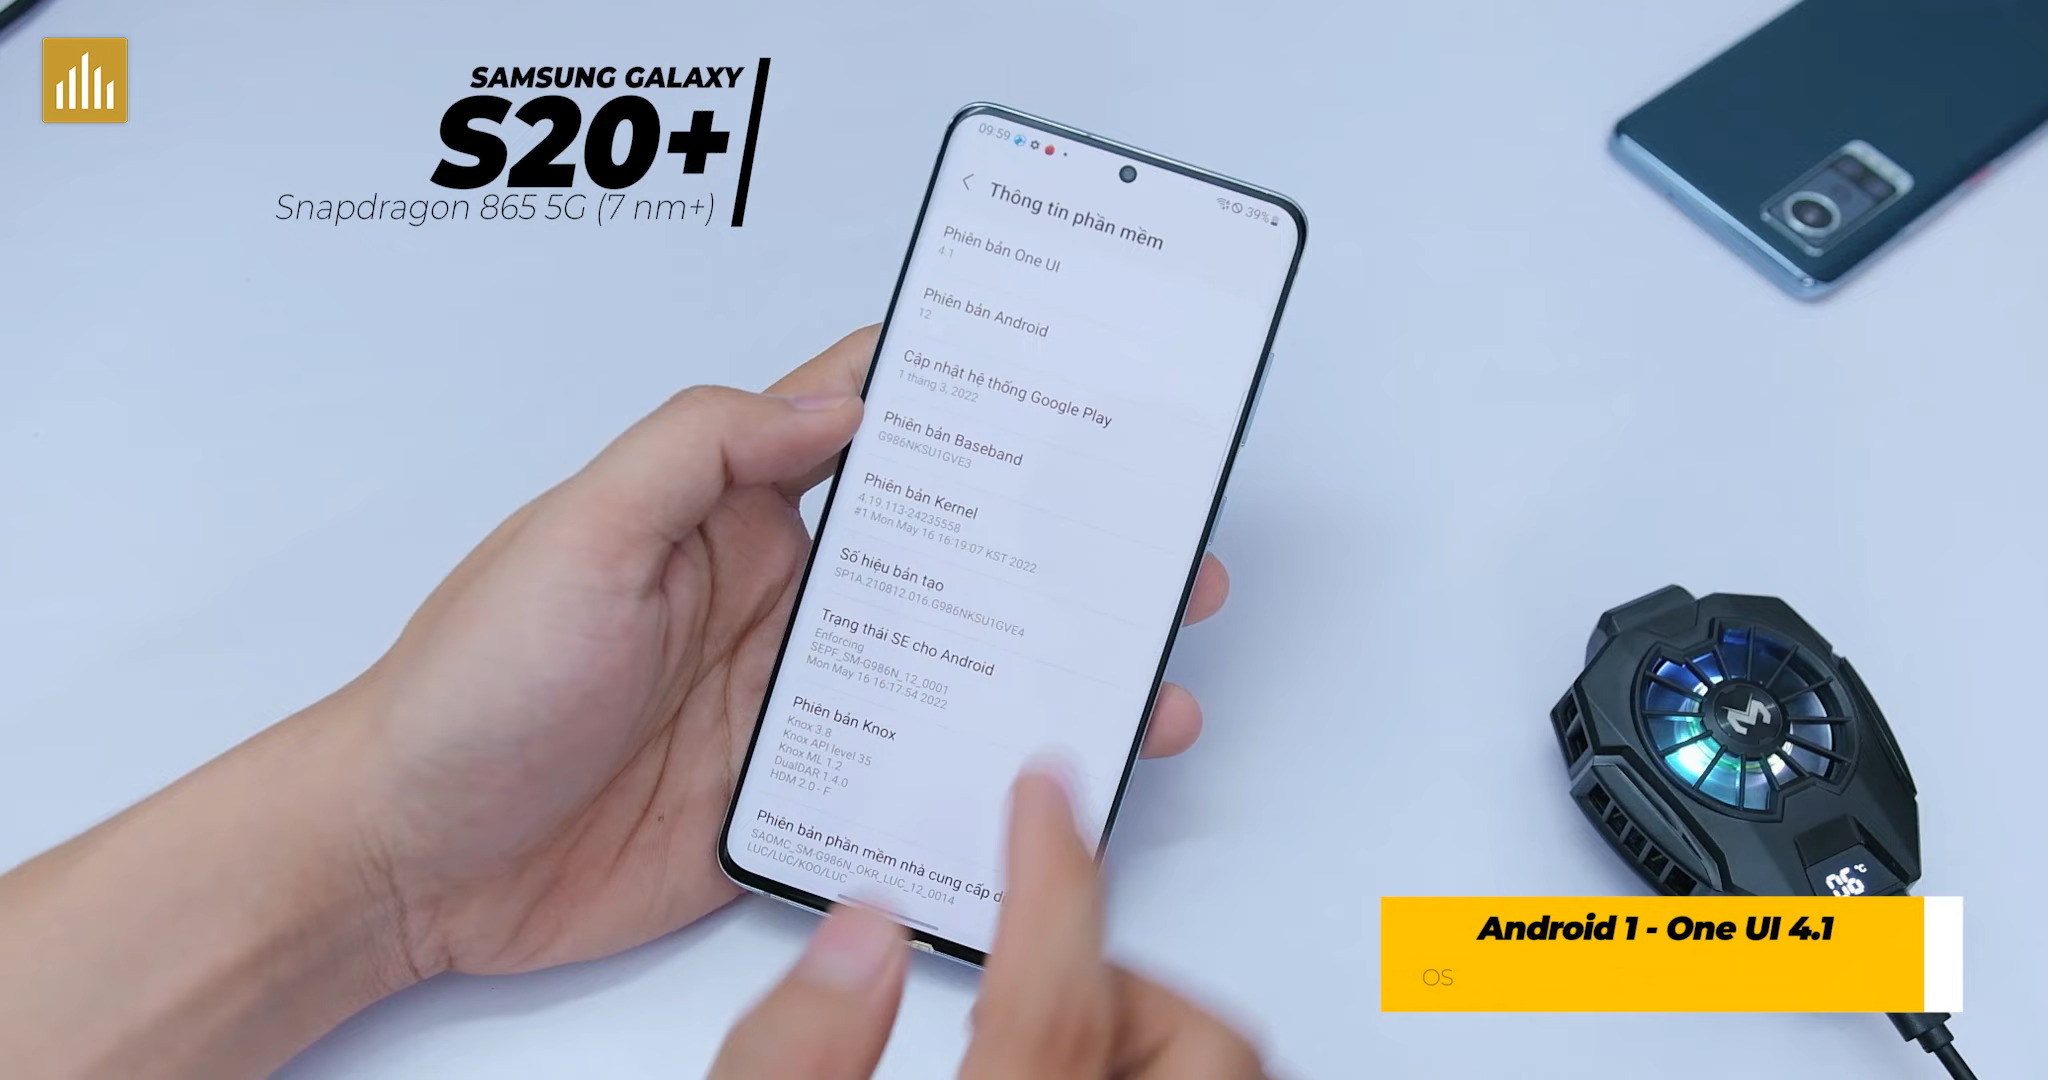 SAMSUNG GALAXY
S20+
Snapdragon 865 5G (7 nm+)
09:59
39%
Thông tin phần mềm
Phiên bản One UI
4.1
Phiên bản Android
12
Cập nhật hệ thống Google Play
1 tháng 3, 2022
Phiên bản Baseband
G986NKSU1GVE3
Phiên bản Kernel
4.19.113-24235558
#1 Mon May 16 16:19:07 KST 2022
Số hiệu bản tạo
SP1A.210812.016.G986NKSU1GVE4
Trạng thái SE cho Android
Enforcing
SEPF_SM-G986N_12_0001
Mon May 16 16:17:54 2022
Phiên bản Knox
Knox 3.8
Knox API level 35
Knox ML 1.2
DualDAR 1.4.0
HDM 2.0 - F
Phiên bản phần mềm nhà cung cấp
SAOMC_SM-G986N_OKR_LUC_12_0014
LUC/LUC/KOO/LUC
06 °C
Android 1 - One UI 4.1
OS